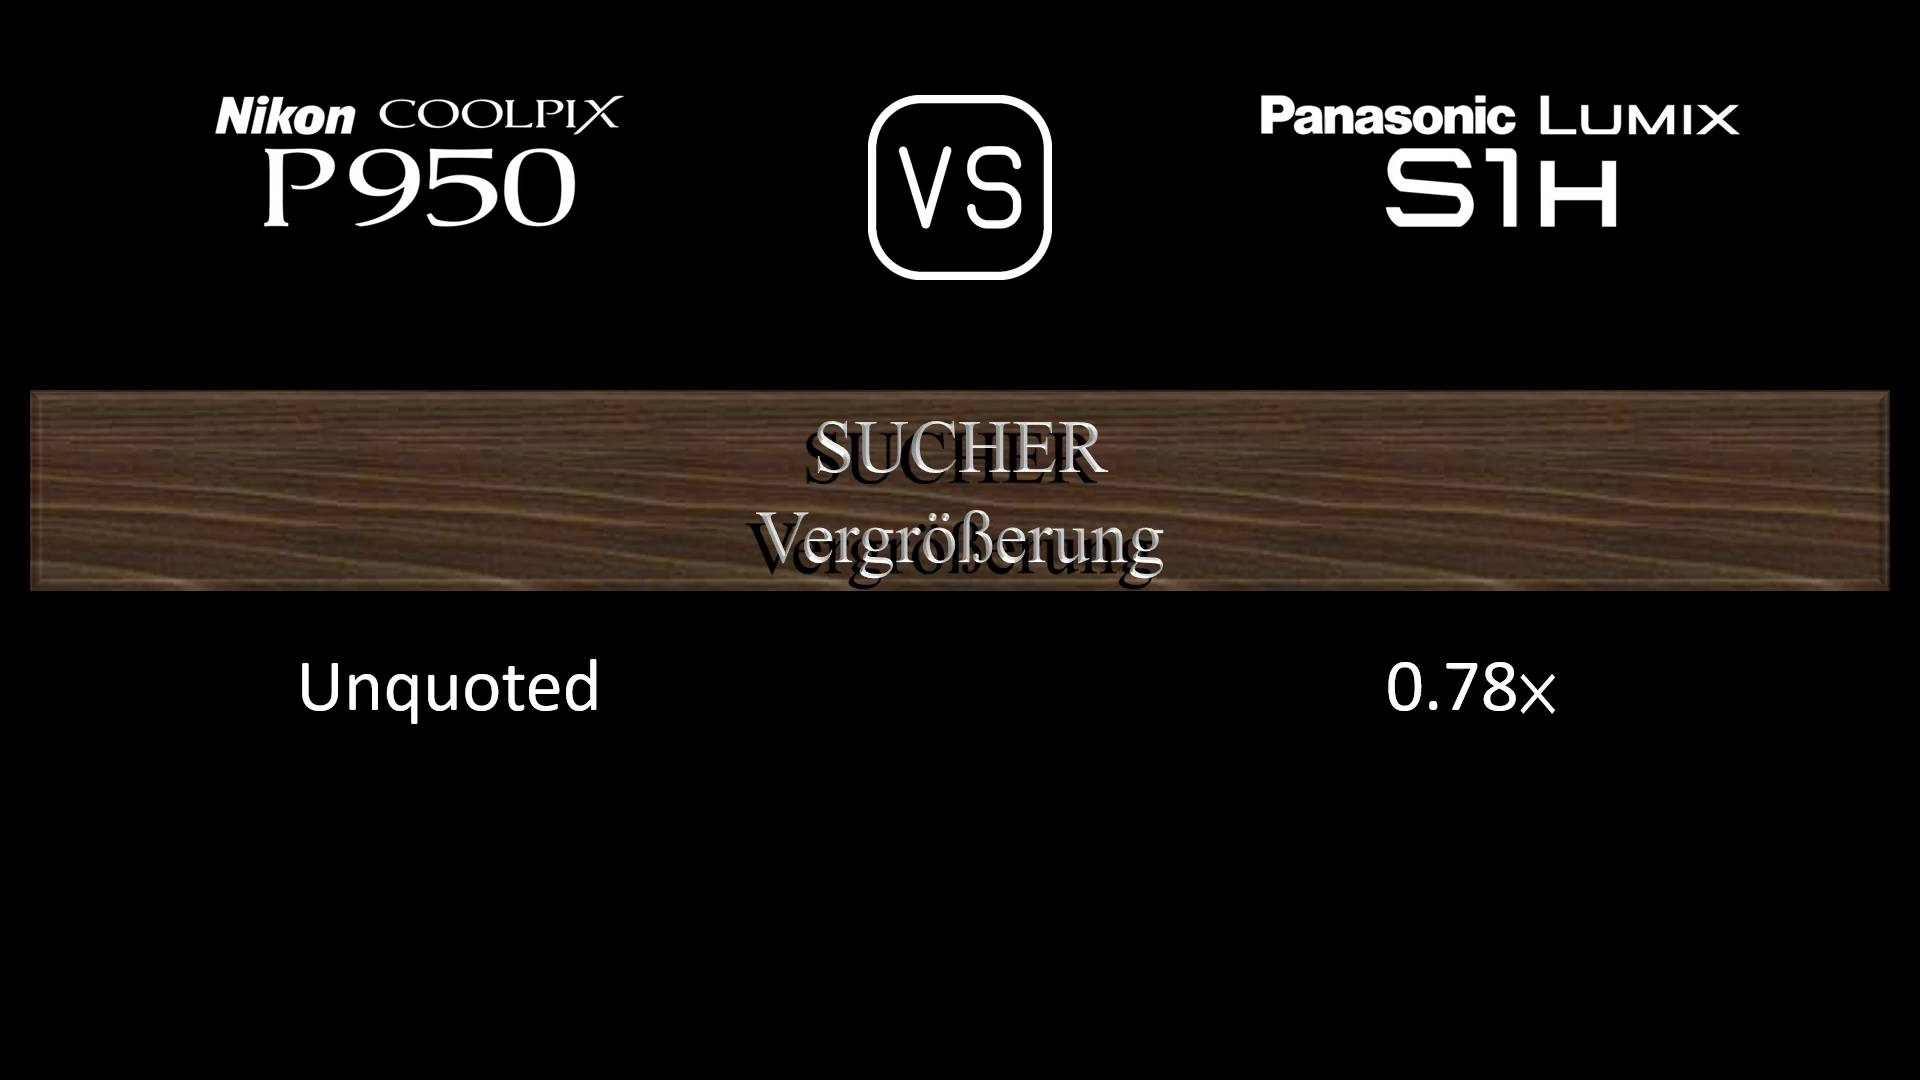 Nikon COOLPIX
P950
VS
Panasonic LUMIX
S1H
SUCHER
Vergrößerung
Unquoted
0.78x